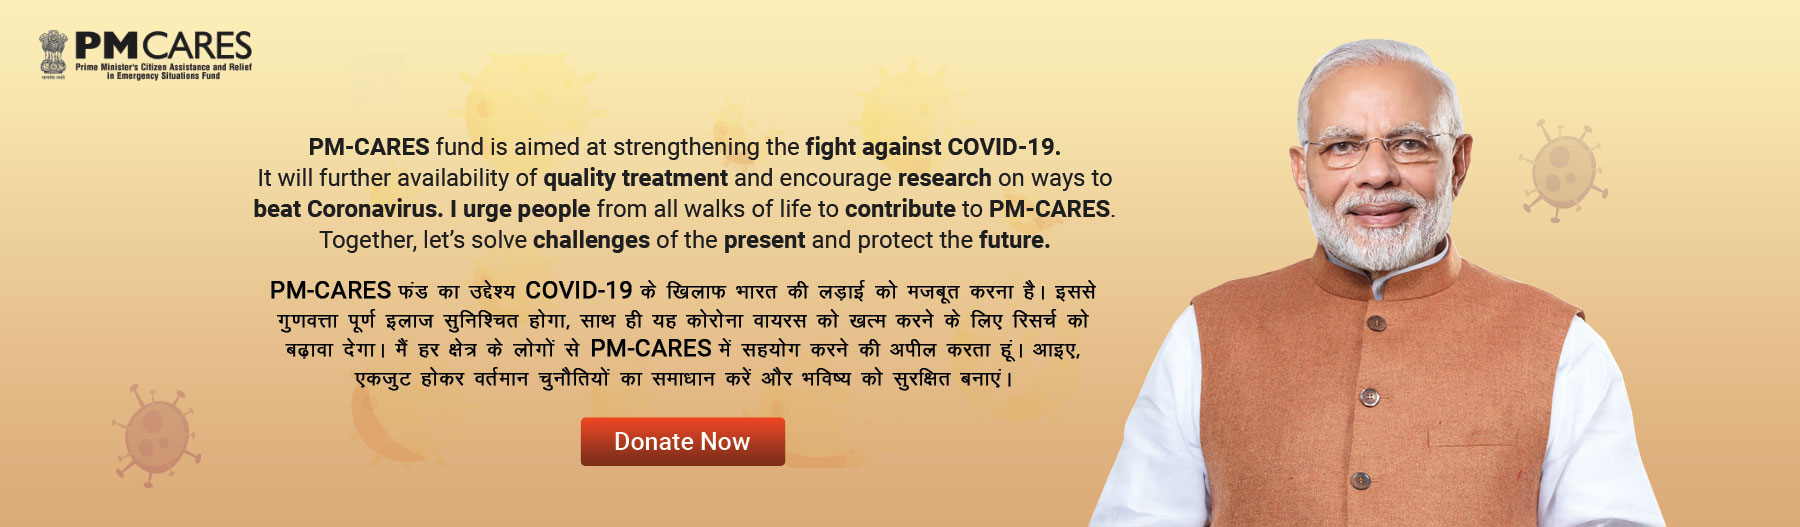 PMCARES
Prime Minister's Citizen Assistance and Relief
in Emergency Situations Fund
PM-CARES fund is aimed at strengthening the fight against COVID-19.
It will further availability of quality treatment and encourage research on ways to
beat Coronavirus. I urge people from all walks of life to contribute to PM-CARES.
Together, let's solve challenges of the present and protect the future.
PM-CARES फंड का उद्देश्य COVID-19 के खिलाफ भारत की लड़ाई को मजबूत करना है। इससे
गुणवत्ता पूर्ण इलाज सुनिश्चित होगा, साथ ही यह कोरोना वायरस को खत्म करने के लिए रिसर्च को
बढ़ावा देगा। मैं हर क्षेत्र के लोगों से PM-CARES में सहयोग करने की अपील करता हूं। आइए,
एकजुट होकर वर्तमान चुनौतियों का समाधान करें और भविष्य को सुरक्षित बनाएं।
Donate Now